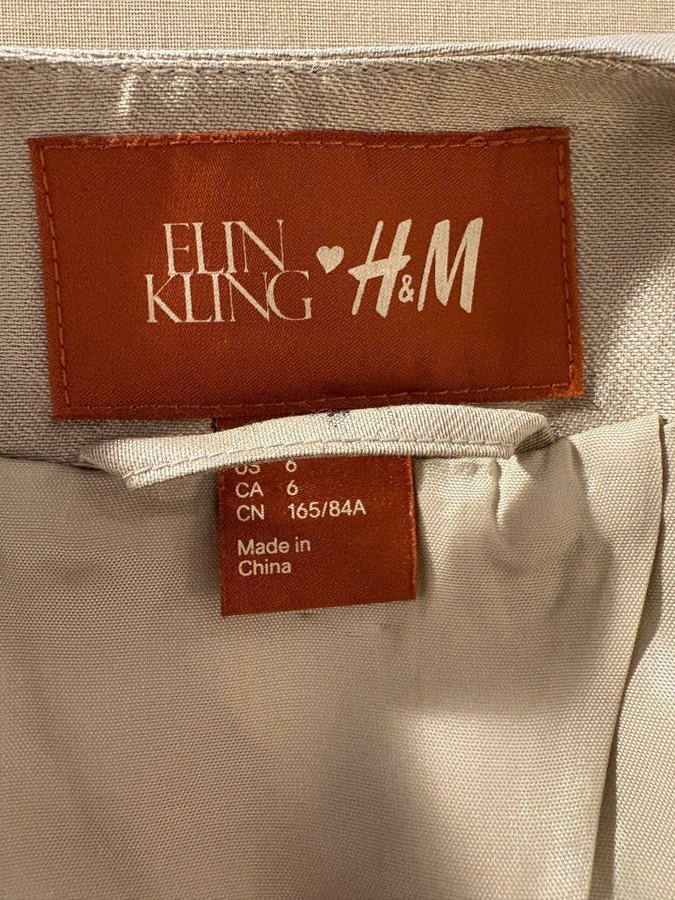 ELIN
KLING ♥ H&M
US 6
CA 6
CN 165/84A
Made in
China